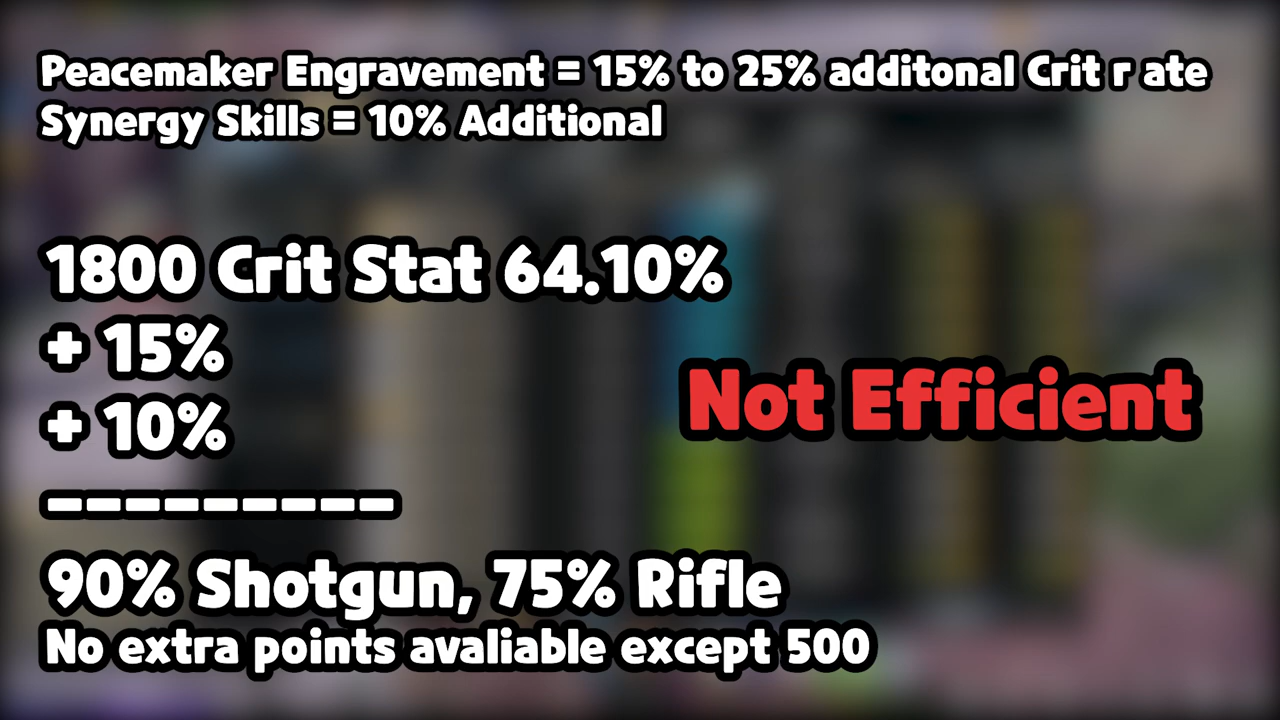 Peacemaker Engravement = 15% to 25% additonal Crit r ate
Synergy Skills = 10% Additional
1800 Crit Stat 64.10%
+ 15%
+ 10%
Not Efficient
---------
90% Shotgun, 75% Rifle
No extra points avaliable except 500